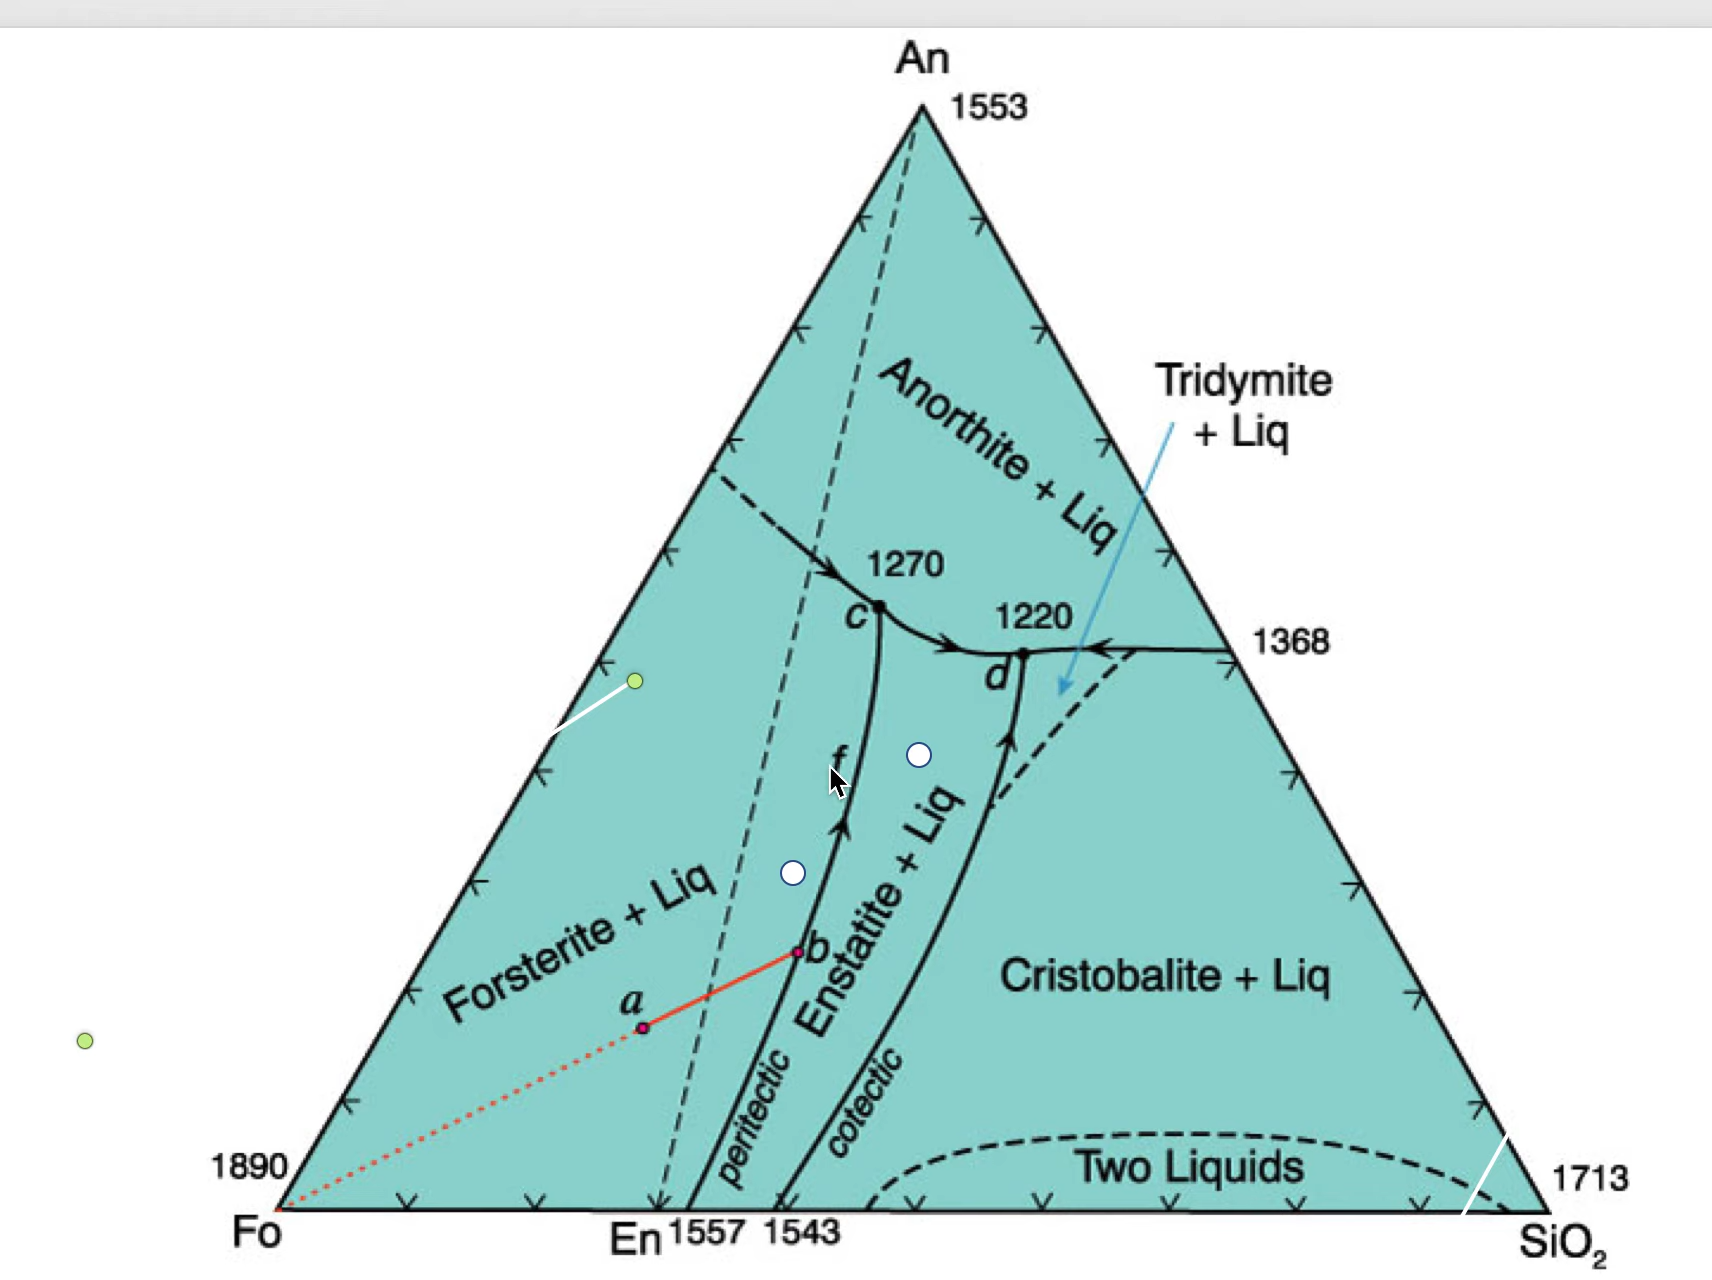 An
1553
Tridymite
+ Liq
Anorthite + Liq
1270
c
1220
d
1368
f
Forsterite + Liq
Enstatite + Liq
b
a
Cristobalite + Liq
peritectic
cotectic
Two Liquids
1890
1713
Fo
En
1557
1543
SiO₂